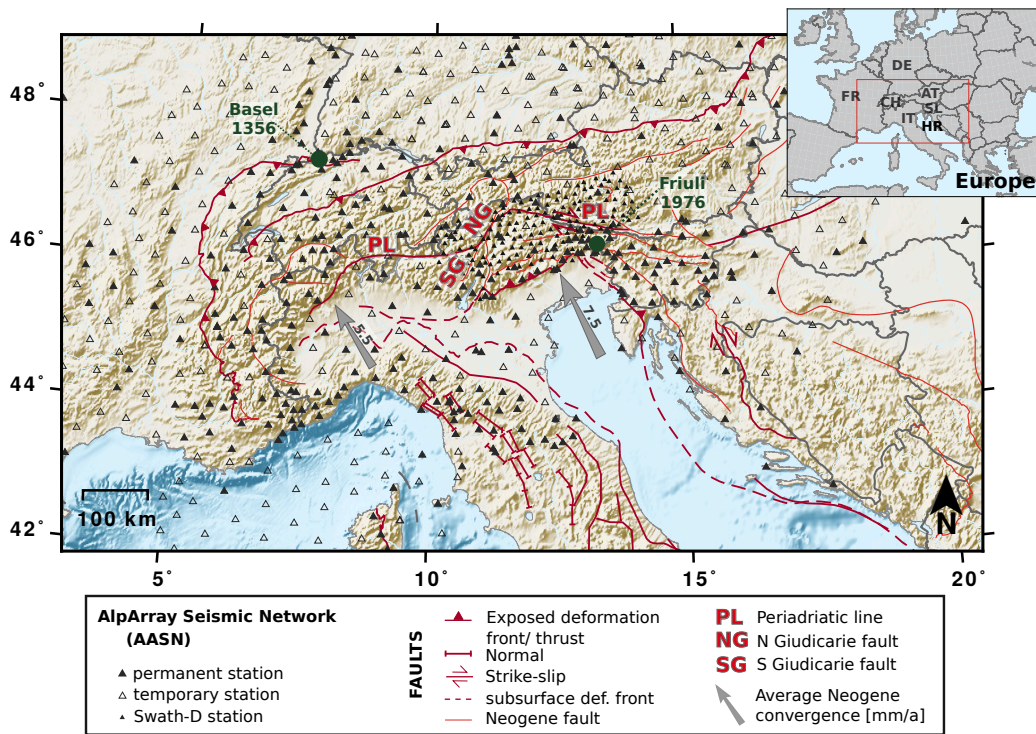 Basel
1356
Friuli
1976
PL
NG
PL
SG
5.5
7.5
DE
FR
AT
CH
SI
IT
HR
Europe
48°
46°
44°
42°
100 km
N
5°
10°
15°
20°
AlpArray Seismic Network
(AASN)
permanent station
temporary station
Swath-D station
FAULTS
Exposed deformation
front/ thrust
Normal
Strike-slip
subsurface def. front
Neogene fault
PL Periadriatic line
NG N Giudicarie fault
SG S Giudicarie fault
Average Neogene
convergence [mm/a]